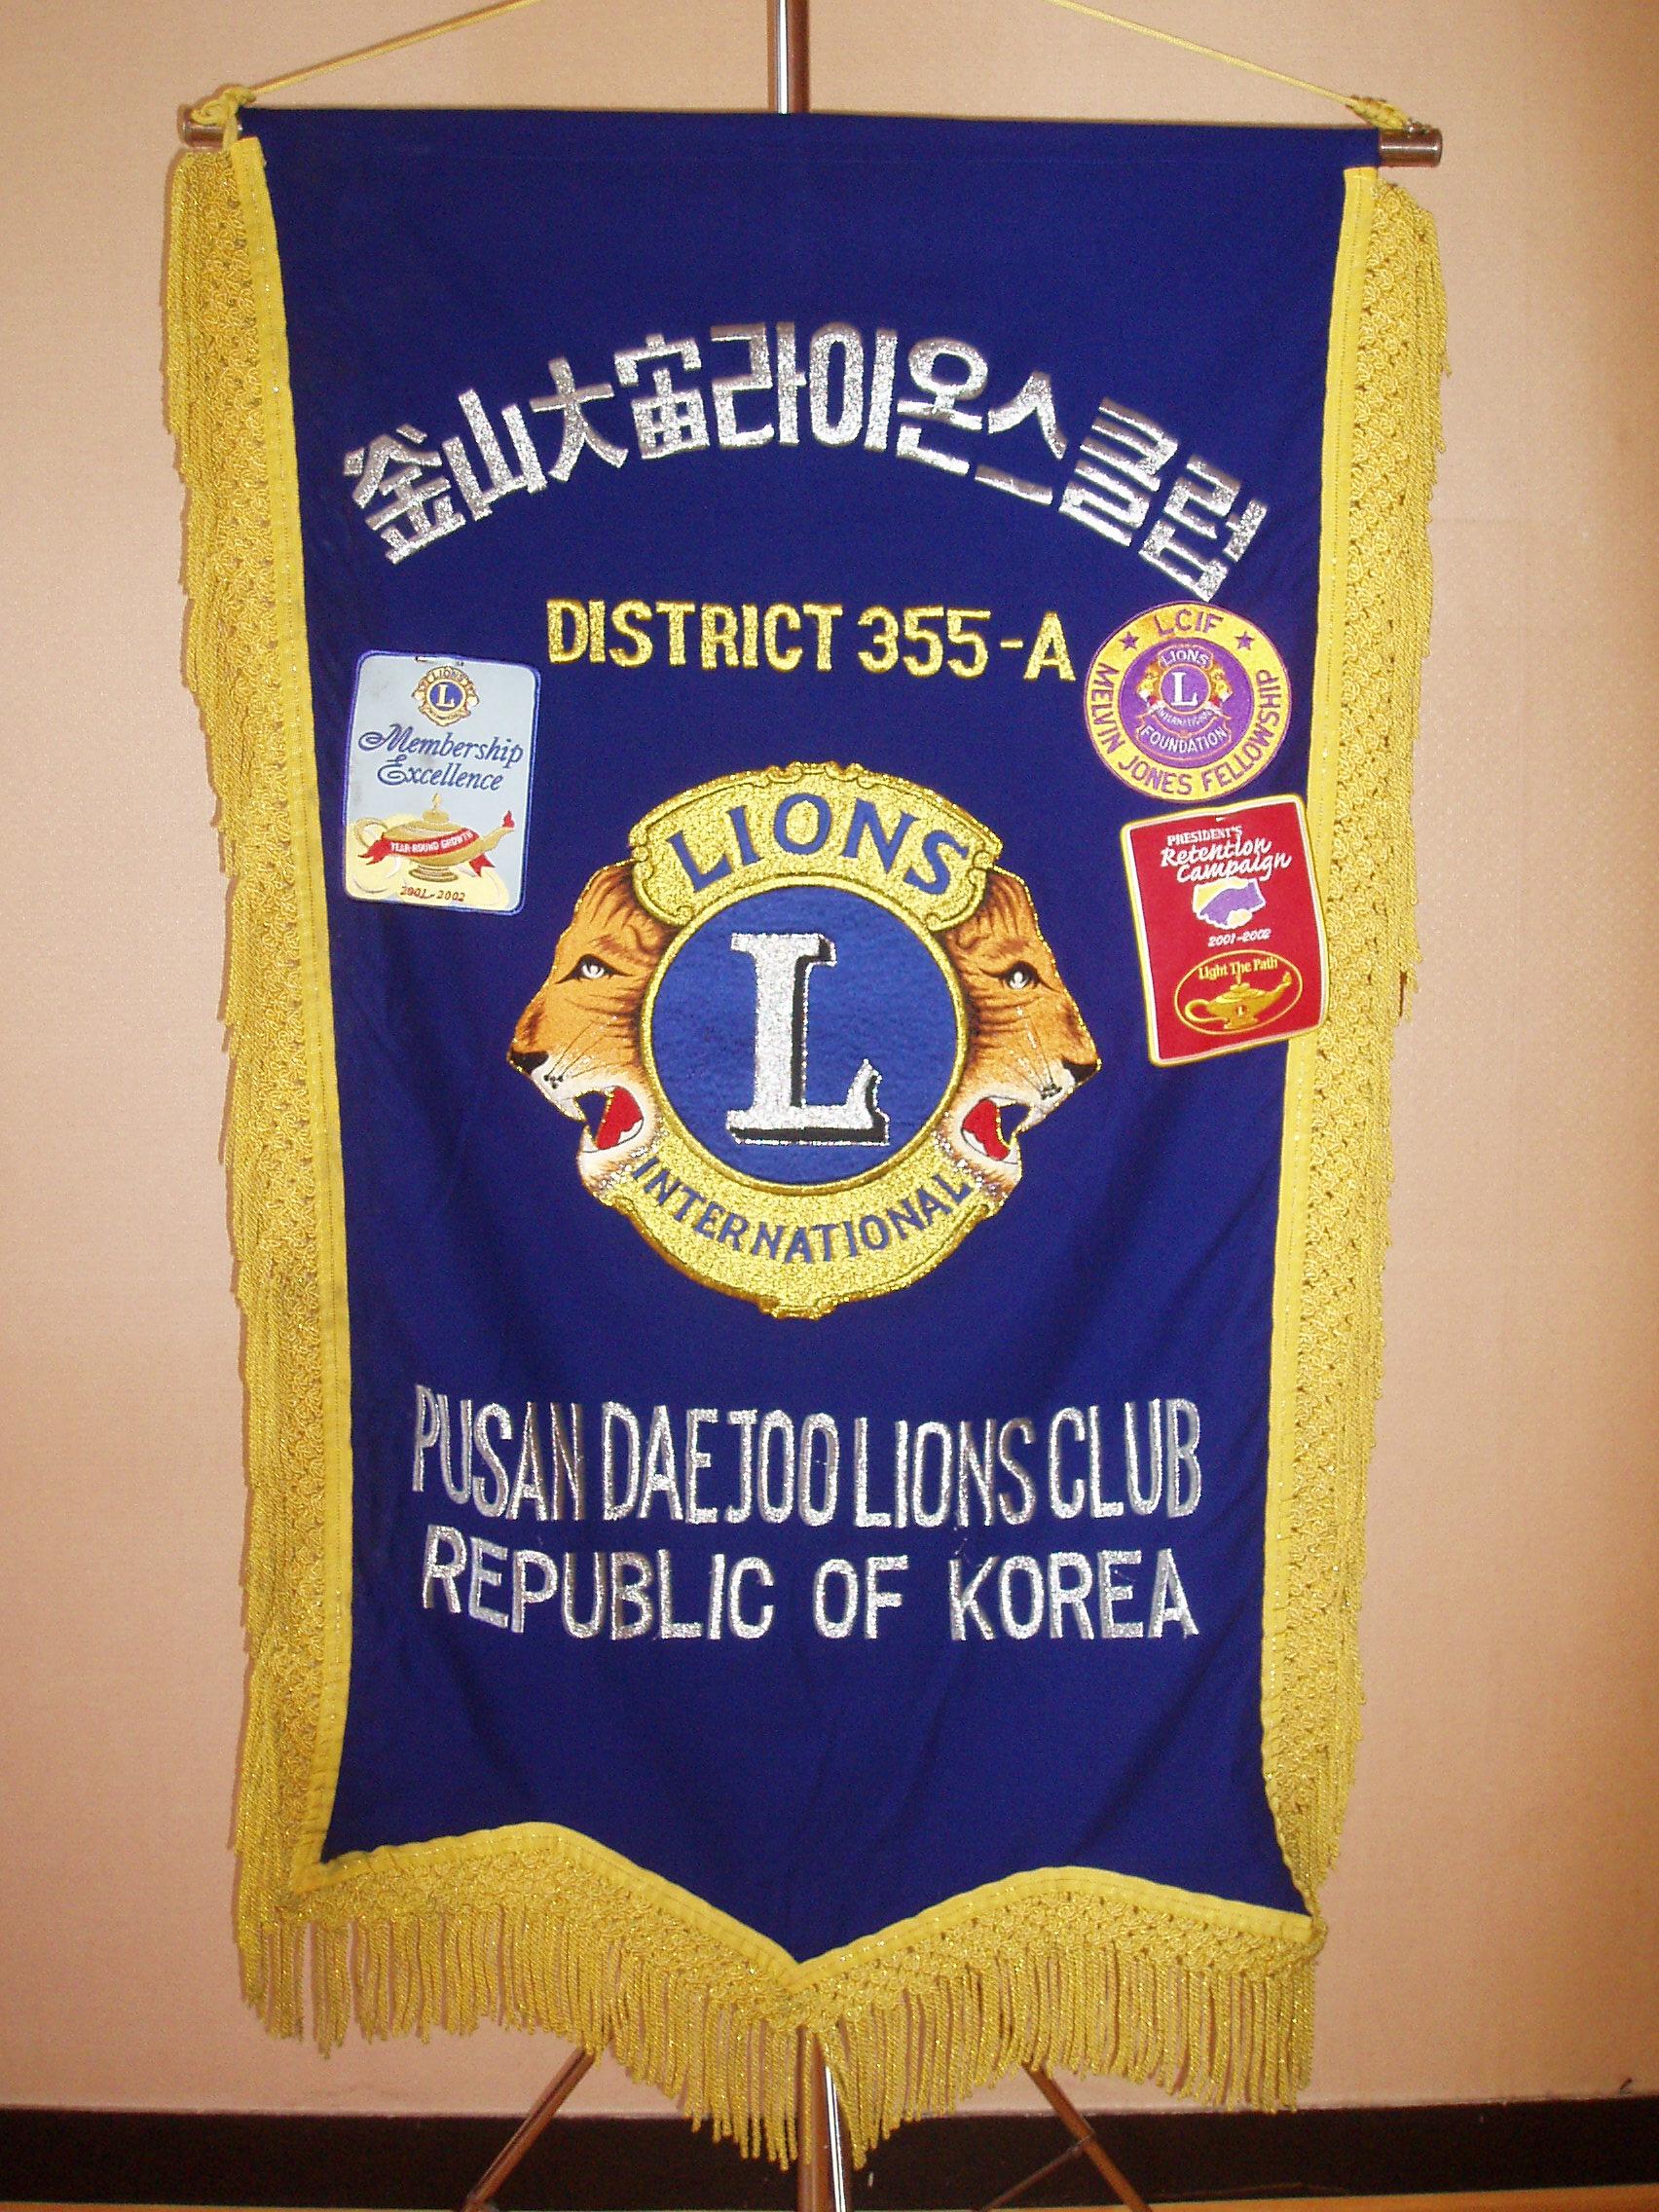 釜山大宙라이온스클럽
DISTRICT 355-A
LIONS
L
Membership
Excellence
YEAR-ROUND GROWTH
2001-2002
LCIF
LIONS
L
INTERNATIONAL
FOUNDATION
MELVIN JONES FELLOWSHIP
PRESIDENT'S
Retention
Campaign
2001-2002
Light The Path
LIONS
L
INTERNATIONAL
PUSAN DAEJOO LIONS CLUB
REPUBLIC OF KOREA